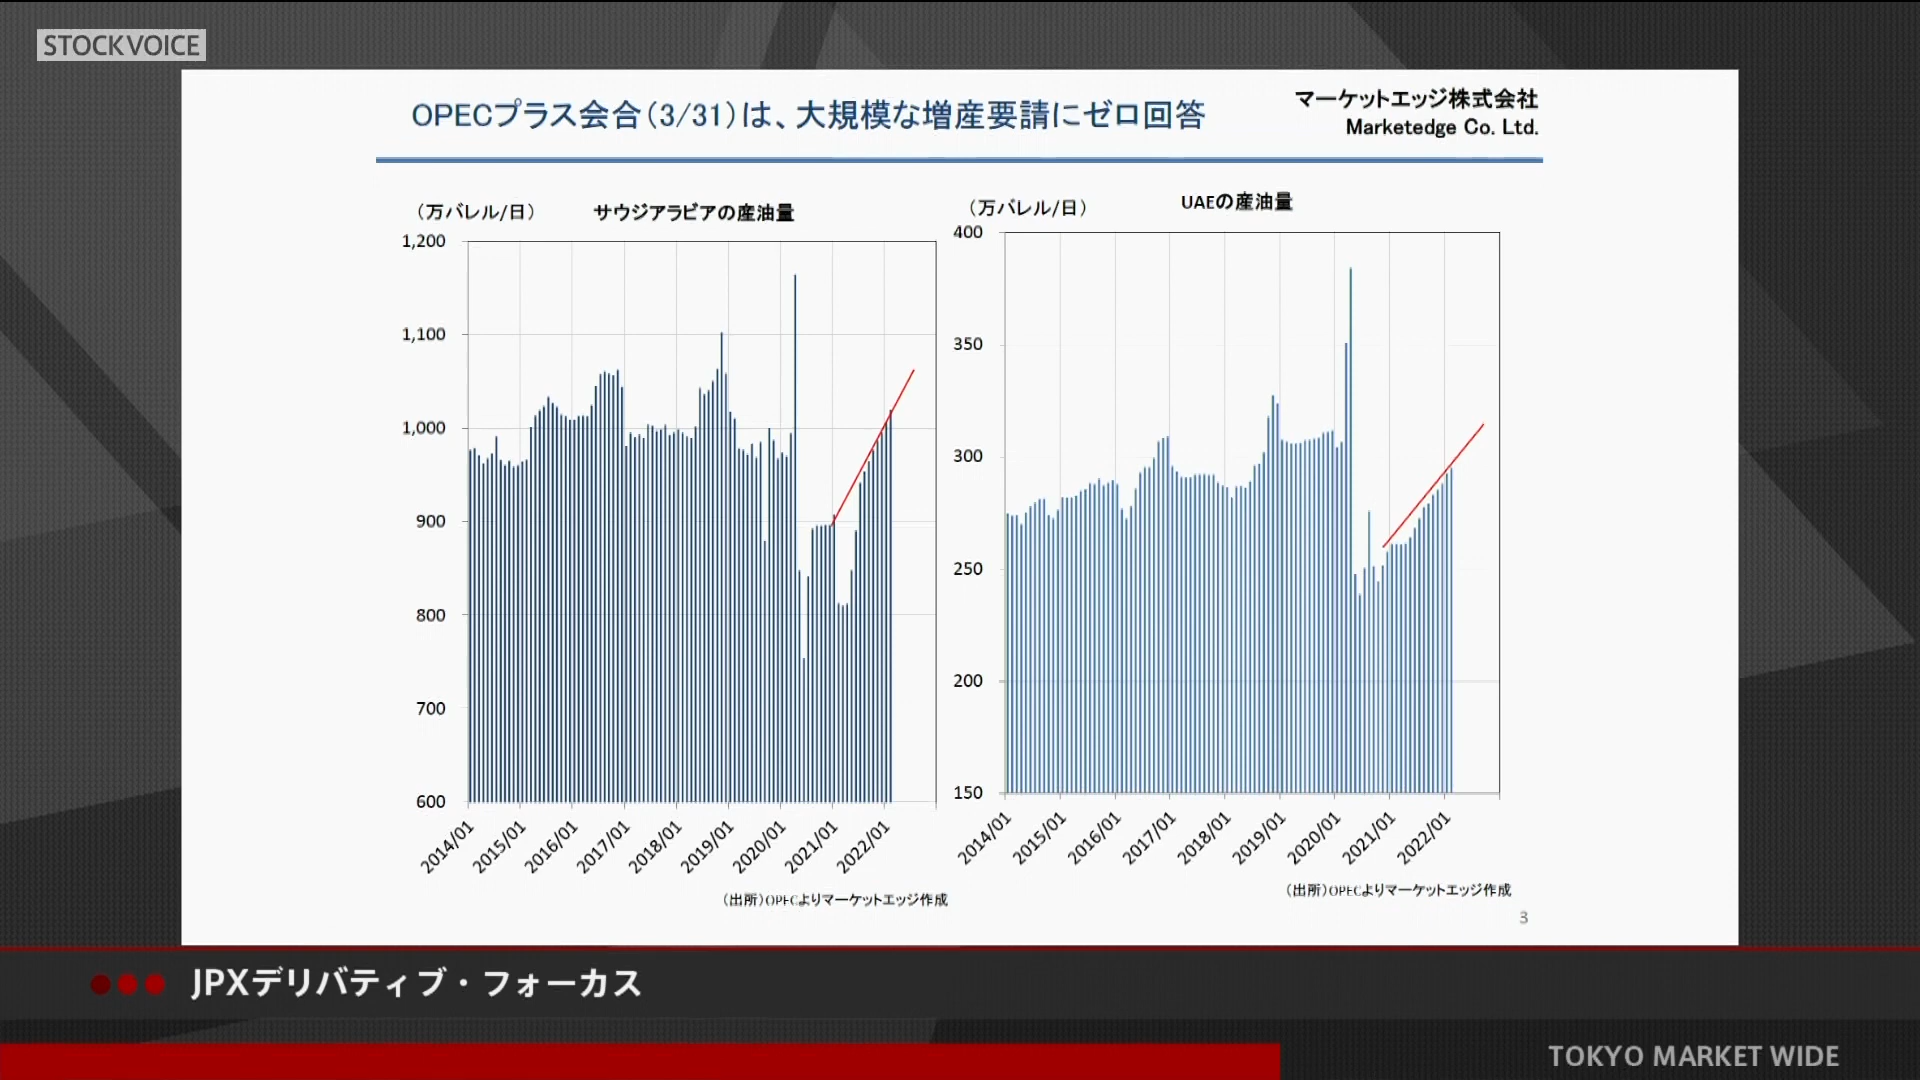 STOCKVOICE
OPECプラス会合(3/31)は、大規模な増産要請にゼロ回答
マーケットエッジ株式会社
Marketedge Co. Ltd.
(万バレル/日)
サウジアラビアの産油量
1,200
1,100
1,000
900
800
700
600
2014/01
2015/01
2016/01
2017/01
2018/01
2019/01
2020/01
2021/01
2022/01
(出所)OPECよりマーケットエッジ作成
(万バレル/日)
UAEの産油量
400
350
300
250
200
150
2014/01
2015/01
2016/01
2017/01
2018/01
2019/01
2020/01
2021/01
2022/01
(出所)OPECよりマーケットエッジ作成
3
JPXデリバティブ・フォーカス
TOKYO MARKET WIDE